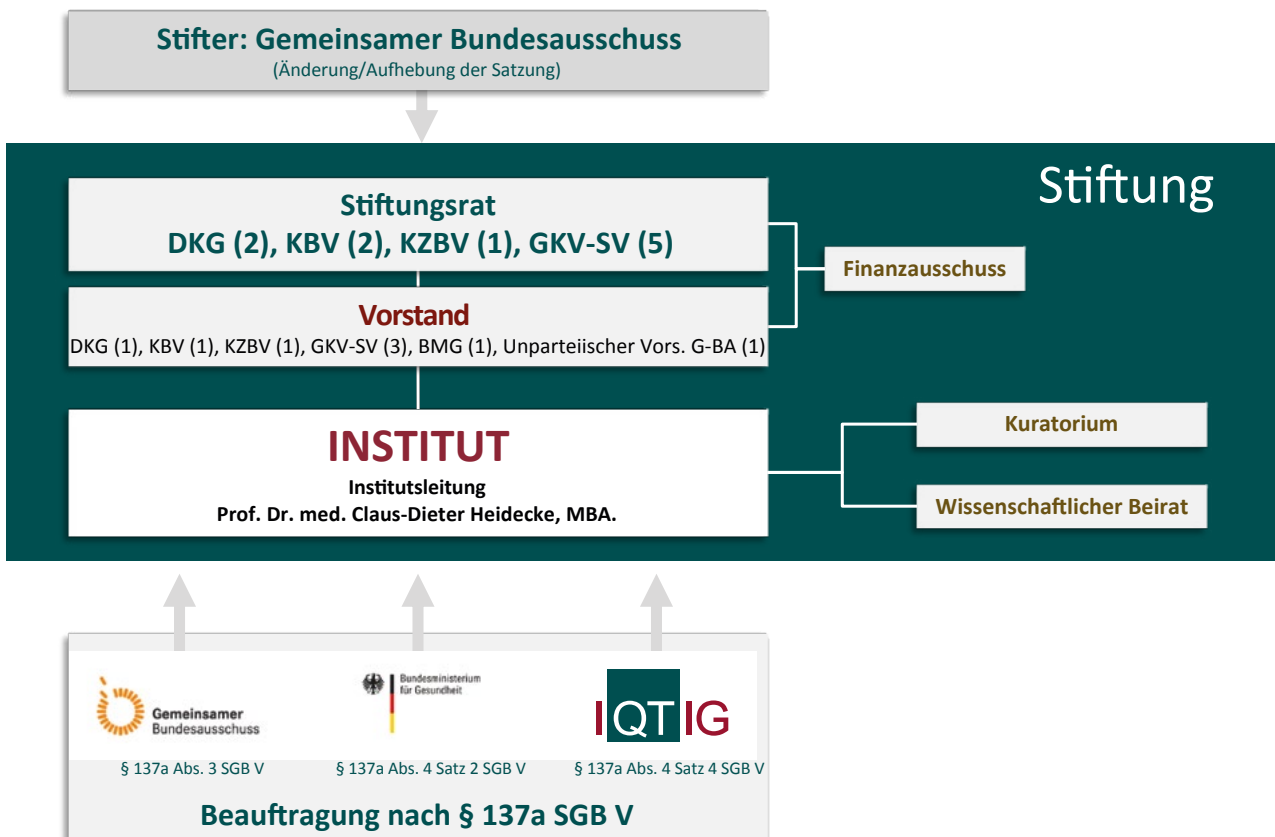 Stifter: Gemeinsamer Bundesausschuss
(Änderung/Aufhebung der Satzung)
Stiftung
Stiftungsrat
DKG (2), KBV (2), KZBV (1), GKV-SV (5)
Finanzausschuss
Vorstand
DKG (1), KBV (1), KZBV (1), GKV-SV (3), BMG (1), Unparteiischer Vors. G-BA (1)
INSTITUT
Institutsleitung
Prof. Dr. med. Claus-Dieter Heidecke, MBA.
Kuratorium
Wissenschaftlicher Beirat
Gemeinsamer
Bundesausschuss
Bundesministerium
für Gesundheit
IQTIG
§ 137a Abs. 3 SGB V
§ 137a Abs. 4 Satz 2 SGB V
§ 137a Abs. 4 Satz 4 SGB V
Beauftragung nach § 137a SGB V